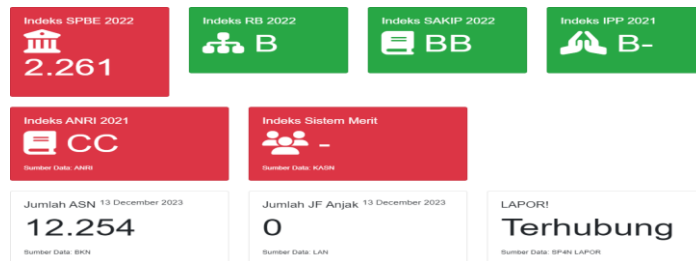 Indeks SPBE 2022
2.261
Indeks RB 2022
B
Indeks SAKIP 2022
BB
Indeks IPP 2021
B-
Indeks ANRI 2021
CC
Sumber Data: ANRI
Indeks Sistem Merit
-
Sumber Data: KASN
Jumlah ASN 13 December 2023
12.254
Sumber Data: BKN
Jumlah JF Anjak 13 December 2023
0
Sumber Data: LAN
LAPOR!
Terhubung
Sumber Data: SP4N LAPOR